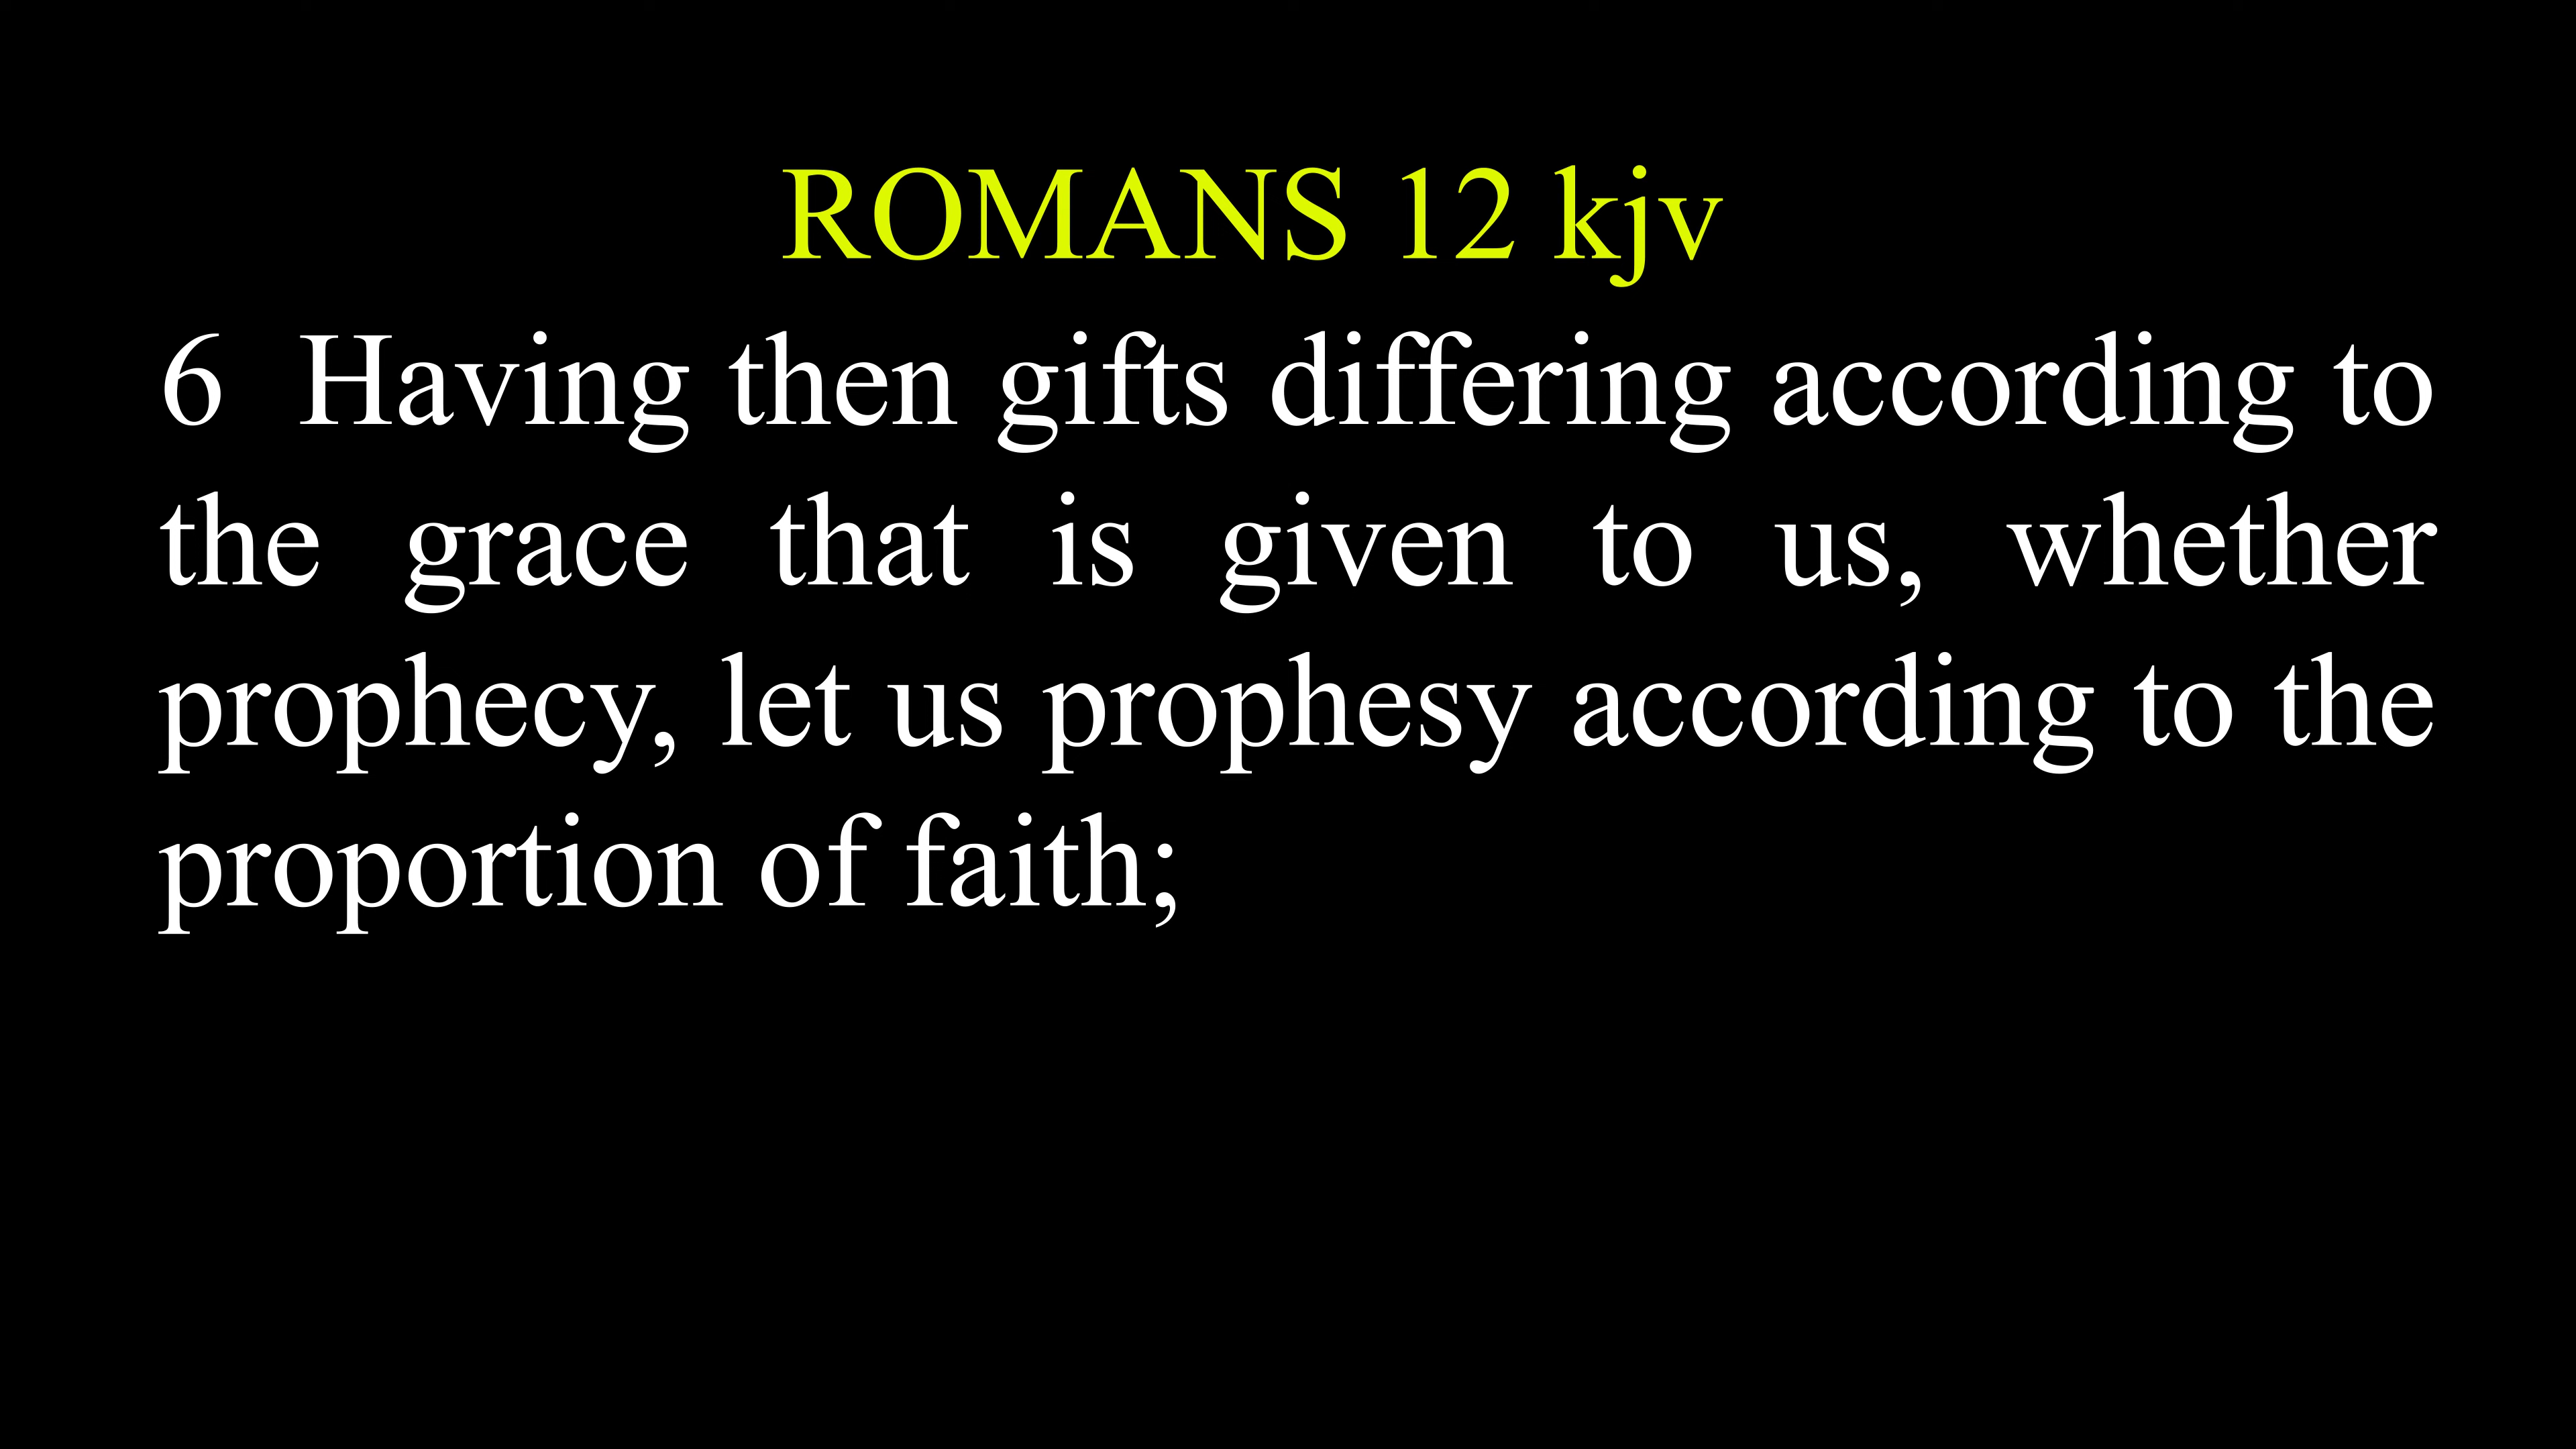 ROMANS 12 kjv
6 Having then gifts differing according to
the grace that is given to us, whether
prophecy, let us prophesy according to the
proportion of faith;